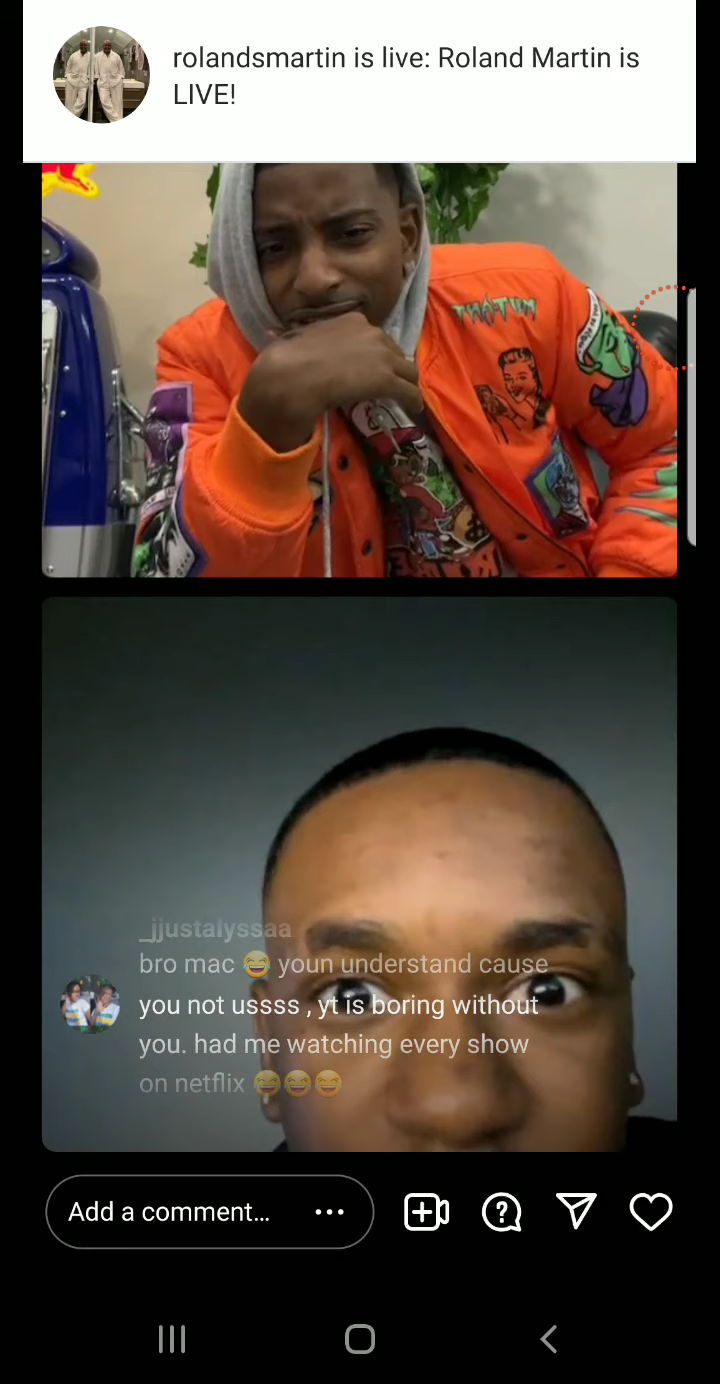 rolandsmartin is live: Roland Martin is
LIVE!
_jjustalyssaa
bro mac 😂 youn understand cause
you not ussss , yt is boring without
you. had me watching every show
on netflix 😂😂😂
Add a comment...